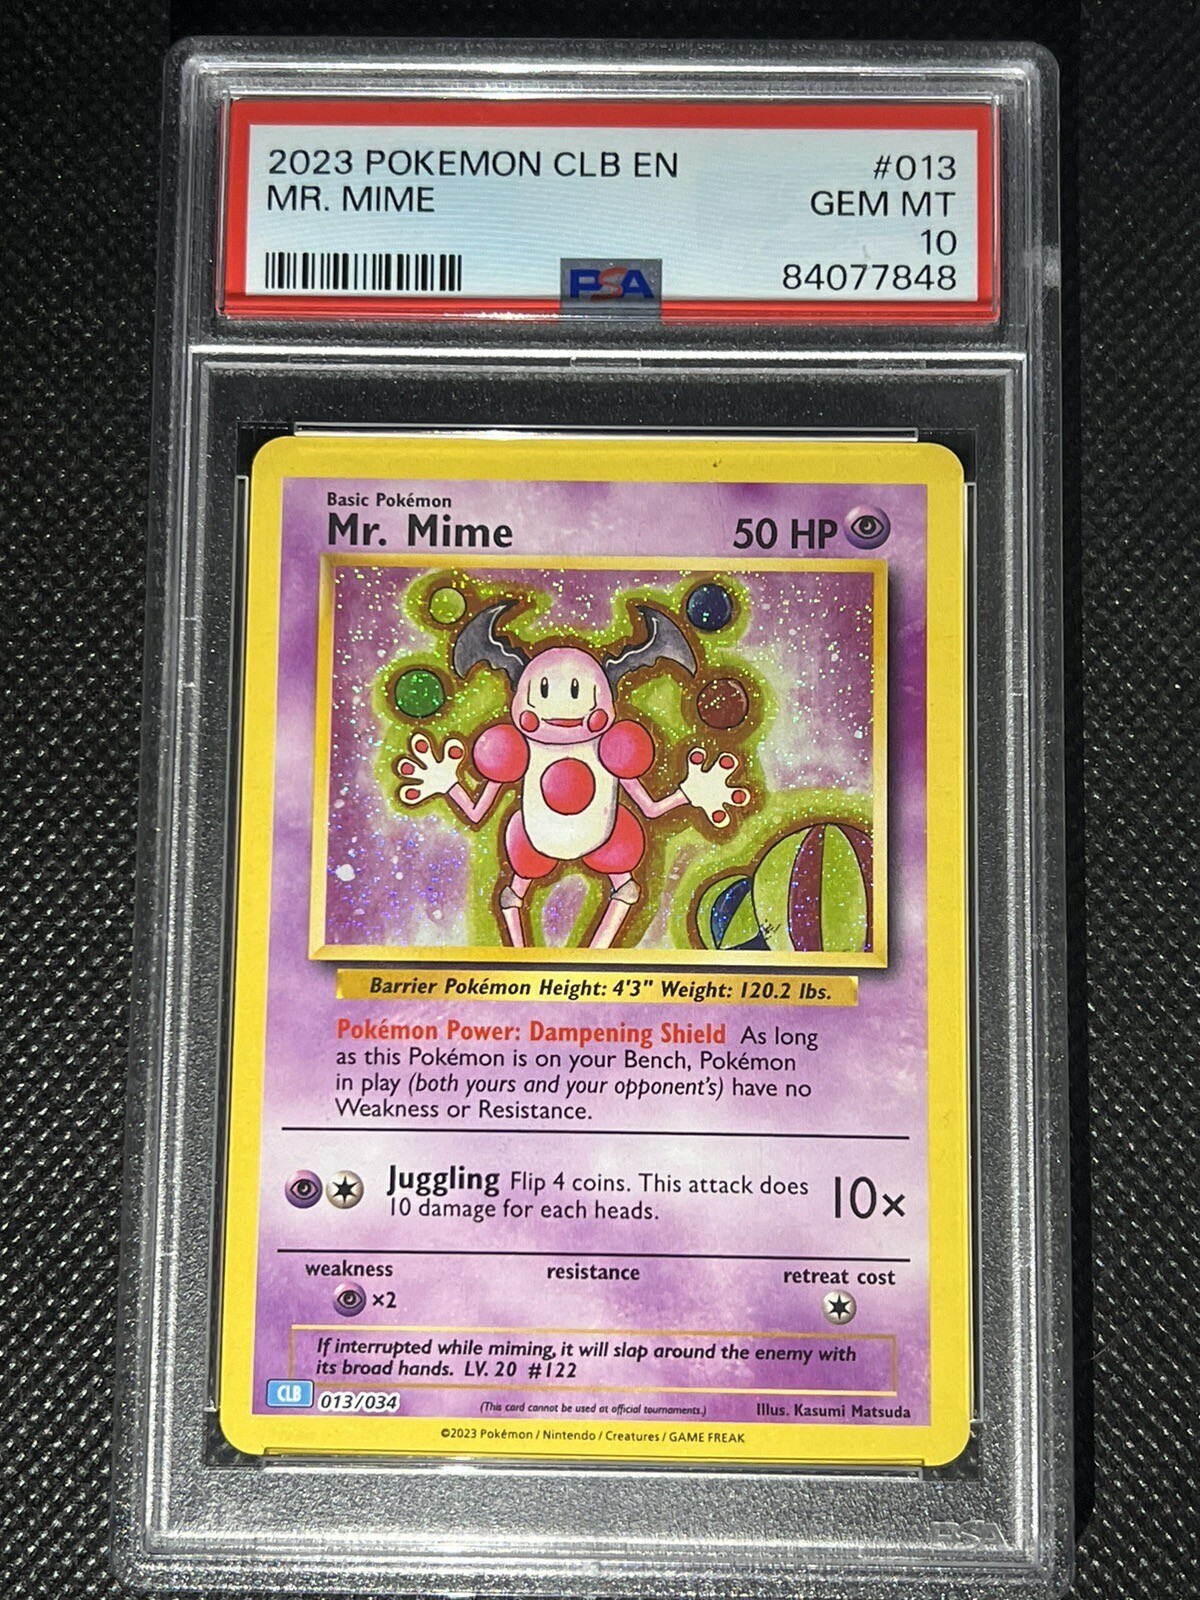 2023 POKEMON CLB EN #013
MR. MIME GEM MT
10
PSA 84077848
Basic Pokémon
Mr. Mime 50 HP
Barrier Pokémon Height: 4'3" Weight: 120.2 lbs.
Pokémon Power: Dampening Shield As long
as this Pokémon is on your Bench, Pokémon
in play (both yours and your opponent's) have no
Weakness or Resistance.
Juggling Flip 4 coins. This attack does 10×
10 damage for each heads.
weakness resistance retreat cost
×2
If interrupted while miming, it will slap around the enemy with
its broad hands. LV. 20 #122
CLB 013/034 (This card cannot be used at official tournaments.) Illus. Kasumi Matsuda
©2023 Pokémon / Nintendo / Creatures / GAME FREAK
PSA